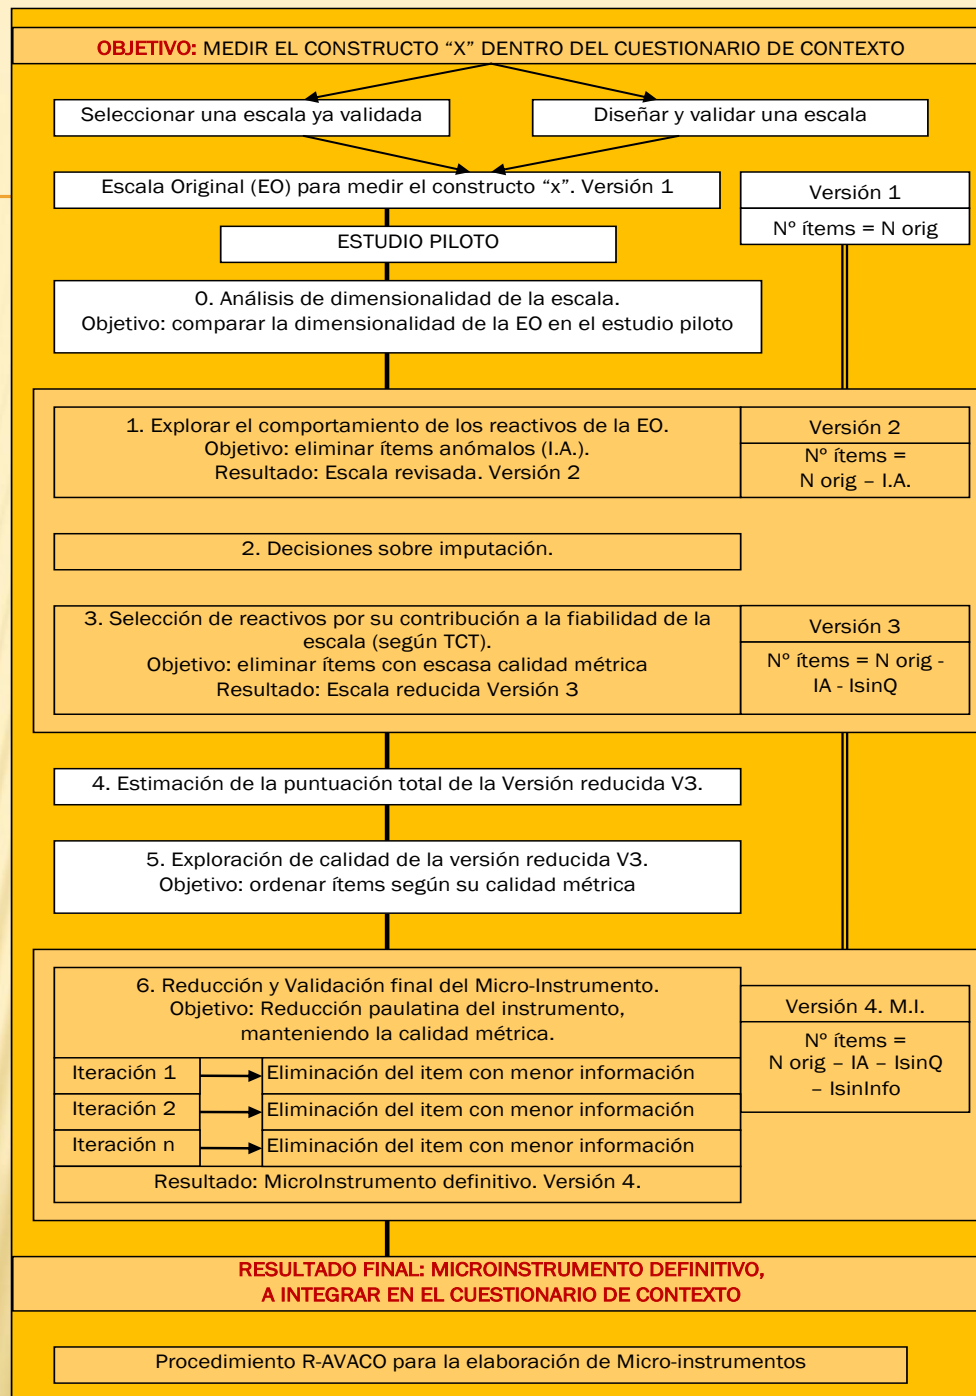 OBJETIVO: MEDIR EL CONSTRUCTO “X” DENTRO DEL CUESTIONARIO DE CONTEXTO
Seleccionar una escala ya validada
Diseñar y validar una escala
Escala Original (EO) para medir el constructo “x”. Versión 1
Versión 1
Nº ítems = N orig
ESTUDIO PILOTO
0. Análisis de dimensionalidad de la escala.
Objetivo: comparar la dimensionalidad de la EO en el estudio piloto
1. Explorar el comportamiento de los reactivos de la EO.
Objetivo: eliminar ítems anómalos (I.A.).
Resultado: Escala revisada. Versión 2
Versión 2
Nº ítems =
N orig – I.A.
2. Decisiones sobre imputación.
3. Selección de reactivos por su contribución a la fiabilidad de la
escala (según TCT).
Objetivo: eliminar ítems con escasa calidad métrica
Resultado: Escala reducida Versión 3
Versión 3
Nº ítems = N orig -
IA - IsinQ
4. Estimación de la puntuación total de la Versión reducida V3.
5. Exploración de calidad de la versión reducida V3.
Objetivo: ordenar ítems según su calidad métrica
6. Reducción y Validación final del Micro-Instrumento.
Objetivo: Reducción paulatina del instrumento,
manteniendo la calidad métrica.
Versión 4. M.I.
Nº ítems =
N orig – IA – IsinQ
– IsinInfo
Iteración 1
Eliminación del item con menor información
Iteración 2
Eliminación del item con menor información
Iteración n
Eliminación del item con menor información
Resultado: MicroInstrumento definitivo. Versión 4.
RESULTADO FINAL: MICROINSTRUMENTO DEFINITIVO,
A INTEGRAR EN EL CUESTIONARIO DE CONTEXTO
Procedimiento R-AVACO para la elaboración de Micro-instrumentos